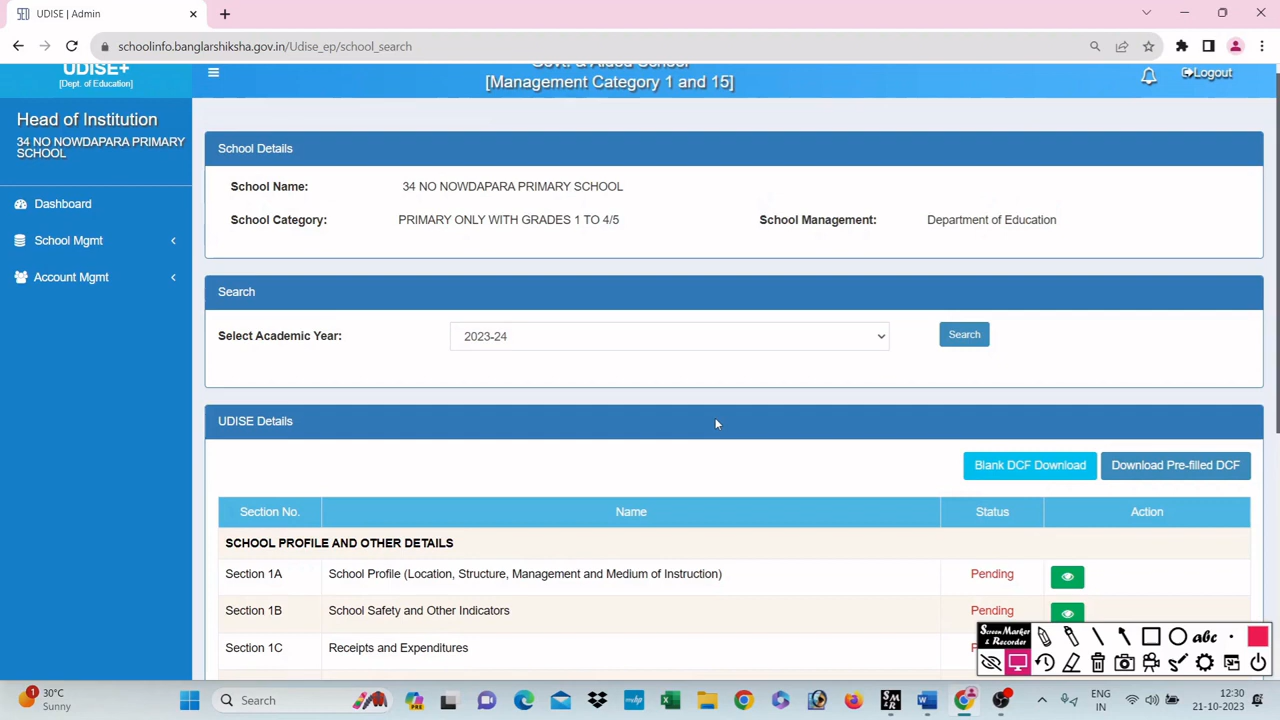 UDISE | Admin
schoolinfo.banglarshiksha.gov.in/Udise_ep/school_search
UDISE+
[Dept. of Education]
Govt. & Aided School
[Management Category 1 and 15]
Logout
Head of Institution
34 NO NOWDAPARA PRIMARY
SCHOOL
Dashboard
School Mgmt
Account Mgmt
School Details
School Name: 34 NO NOWDAPARA PRIMARY SCHOOL
School Category: PRIMARY ONLY WITH GRADES 1 TO 4/5 School Management: Department of Education
Search
Select Academic Year: 2023-24 Search
UDISE Details
Blank DCF Download Download Pre-filled DCF
Section No. Name Status Action
SCHOOL PROFILE AND OTHER DETAILS
Section 1A School Profile (Location, Structure, Management and Medium of Instruction) Pending
Section 1B School Safety and Other Indicators Pending
Section 1C Receipts and Expenditures
Screen Marker
& Recorder
abc
1
30°C
Sunny
Search
ENG
IN
12:30
21-10-2023